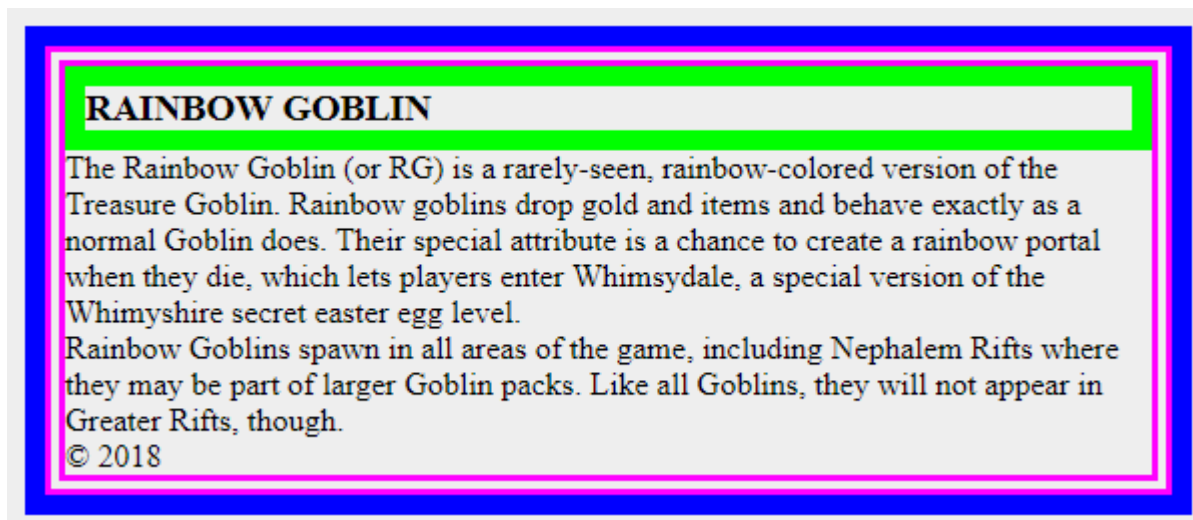 RAINBOW GOBLIN
The Rainbow Goblin (or RG) is a rarely-seen, rainbow-colored version of the
Treasure Goblin. Rainbow goblins drop gold and items and behave exactly as a
normal Goblin does. Their special attribute is a chance to create a rainbow portal
when they die, which lets players enter Whimsydale, a special version of the
Whimyshire secret easter egg level.
Rainbow Goblins spawn in all areas of the game, including Nephalem Rifts where
they may be part of larger Goblin packs. Like all Goblins, they will not appear in
Greater Rifts, though.
© 2018